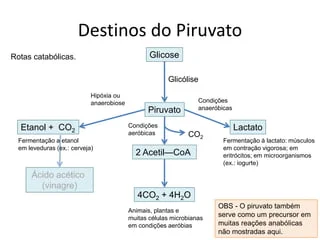 Destinos do Piruvato
Rotas catabólicas.
Glicose
Glicólise
Hipóxia ou
anaerobiose
Condições
anaeróbicas
Piruvato
Condições
aeróbicas
CO2
Etanol + CO2
Lactato
Fermentação a etanol
em leveduras (ex.: cerveja)
Fermentação à lactato: músculos
em contração vigorosa; em
eritrócitos; em microorganismos
(ex.: iogurte)
2 Acetil—CoA
Ácido acético
(vinagre)
4CO2 + 4H2O
Animais, plantas e
muitas células microbianas
em condições aeróbias
OBS - O piruvato também
serve como um precursor em
muitas reações anabólicas
não mostradas aqui.